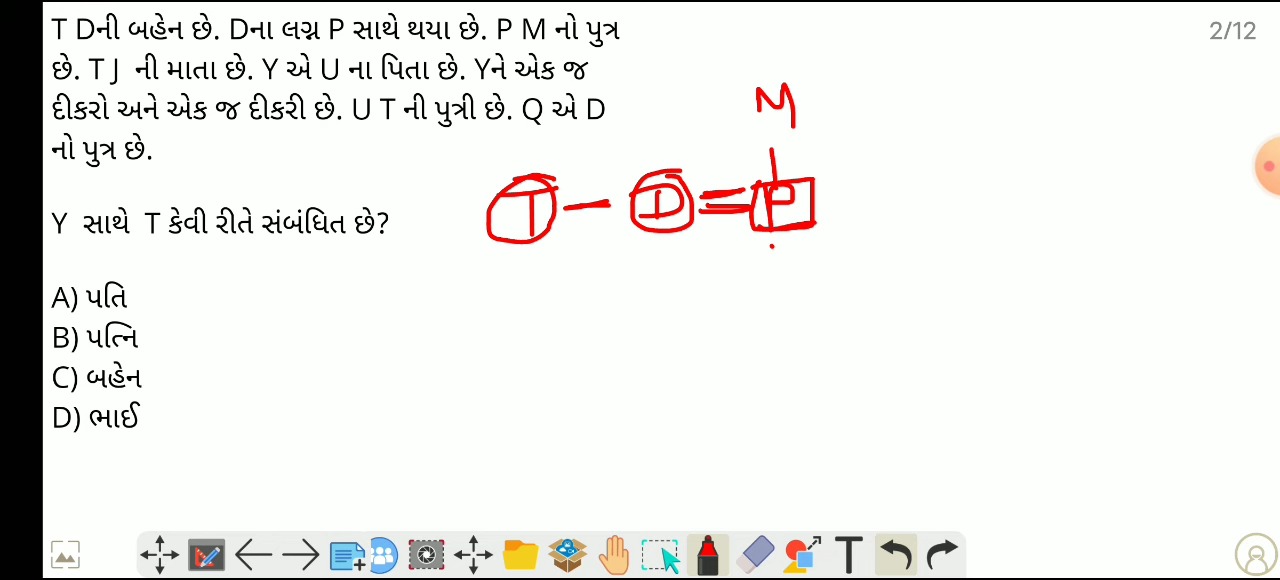 T Dની બહેન છે. Dના લગ્ન P સાથે થયા છે. P M નો પુત્ર
2/12
છે. T J ની માતા છે. Y એ U ના પિતા છે. Yને એક જ
દીકરો અને એક જ દીકરી છે. U T ની પુત્રી છે. Q એ D
નો પુત્ર છે.
M
T – D = P
Y સાથે T કેવી રીતે સંબંધિત છે?
A) પતિ
B) પત્નિ
C) બહેન
D) ભાઈ